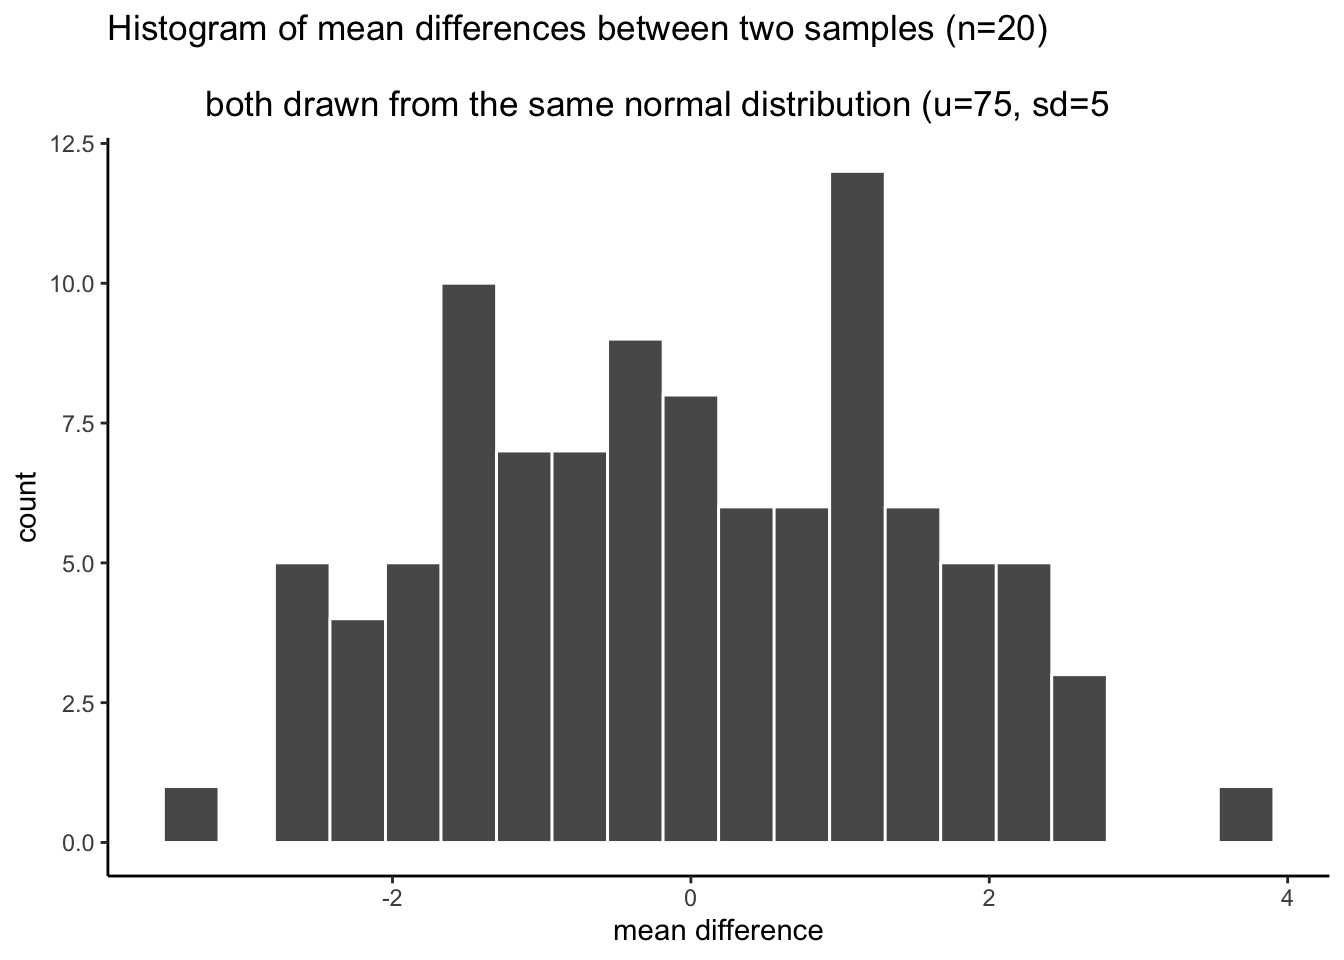 Histogram of mean differences between two samples (n=20)
both drawn from the same normal distribution (u=75, sd=5
12.5
10.0
7.5
5.0
2.5
0.0
count
-2
0
2
4
mean difference